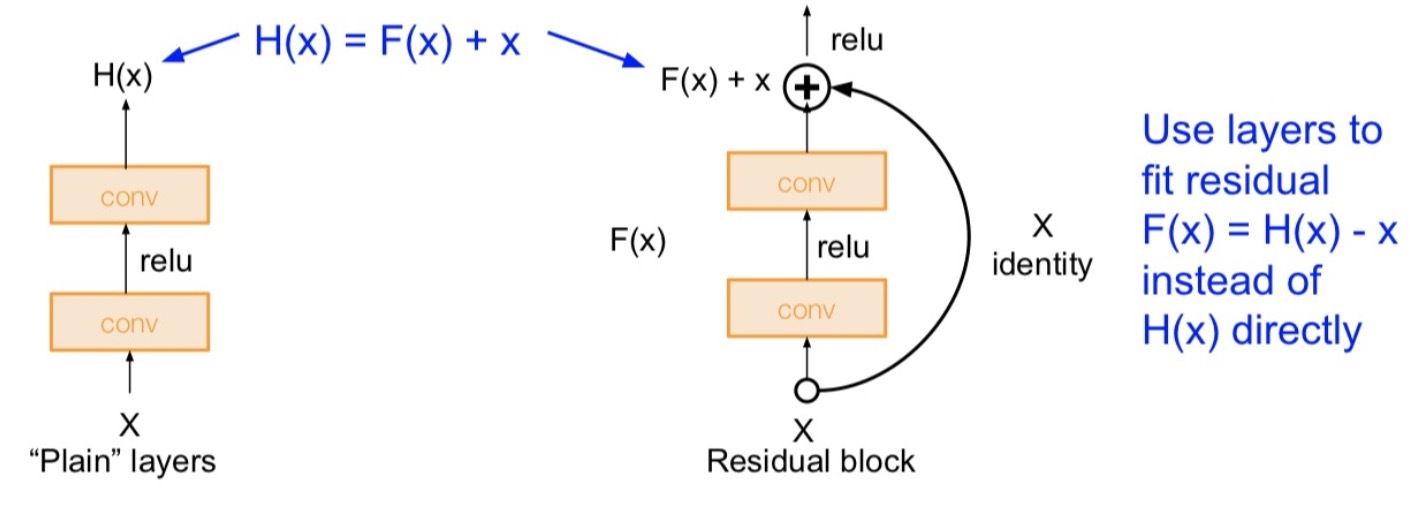 H(x) = F(x) + x
H(x)
conv
relu
conv
X
“Plain” layers
relu
F(x) + x
conv
F(x)
relu
conv
X
identity
X
Residual block
Use layers to
fit residual
F(x) = H(x) - x
instead of
H(x) directly